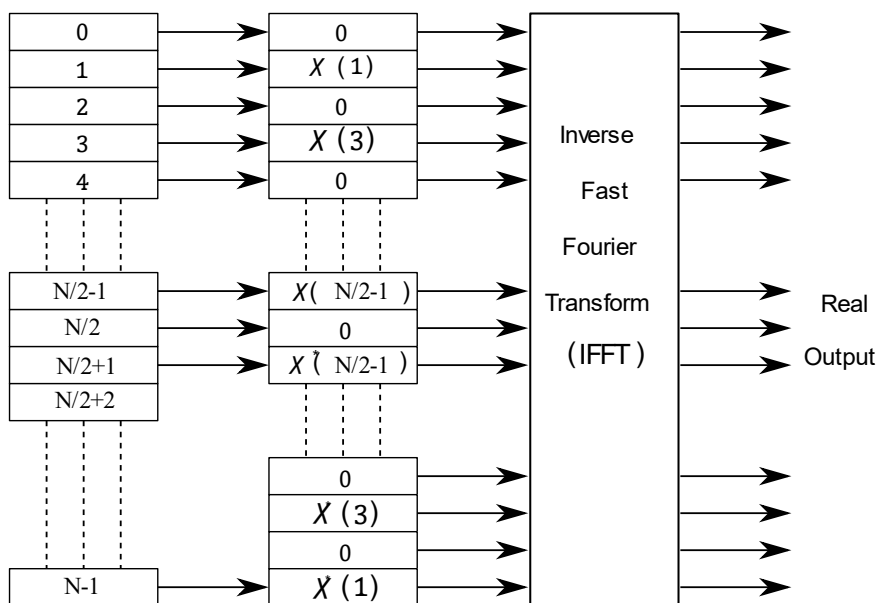 0
1
2
3
4
N/2-1
N/2
N/2+1
N/2+2
N-1
0
X (1)
0
X (3)
0
X( N/2-1 )
0
X*( N/2-1 )
0
X*(3)
0
X*(1)
Inverse
Fast
Fourier
Transform
(IFFT)
Real
Output